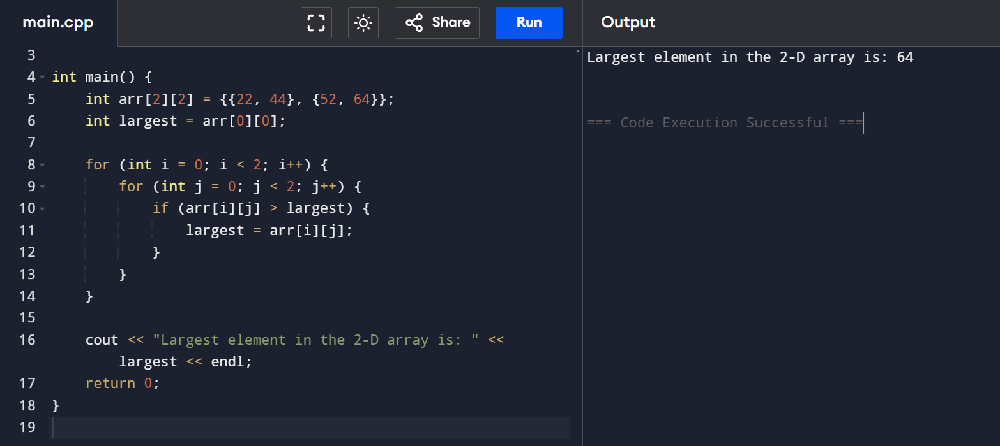 main.cpp
Share
Run
Output
3
4 int main() {
5     int arr[2][2] = {{22, 44}, {52, 64}};
6     int largest = arr[0][0];
7
8     for (int i = 0; i < 2; i++) {
9         for (int j = 0; j < 2; j++) {
10             if (arr[i][j] > largest) {
11                 largest = arr[i][j];
12             }
13         }
14     }
15
16     cout << "Largest element in the 2-D array is: " <<
        largest << endl;
17     return 0;
18 }
19
Largest element in the 2-D array is: 64
=== Code Execution Successful ===